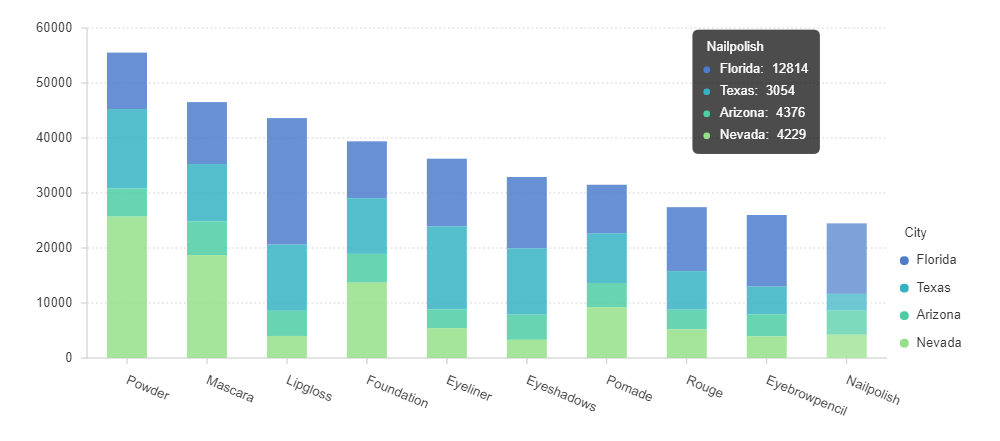 60000
50000
40000
30000
20000
10000
0
Nailpolish
Florida: 12814
Texas: 3054
Arizona: 4376
Nevada: 4229
City
Florida
Texas
Arizona
Nevada
Powder
Mascara
Lipgloss
Foundation
Eyeliner
Eyeshadows
Pomade
Rouge
Eyebrowpencil
Nailpolish